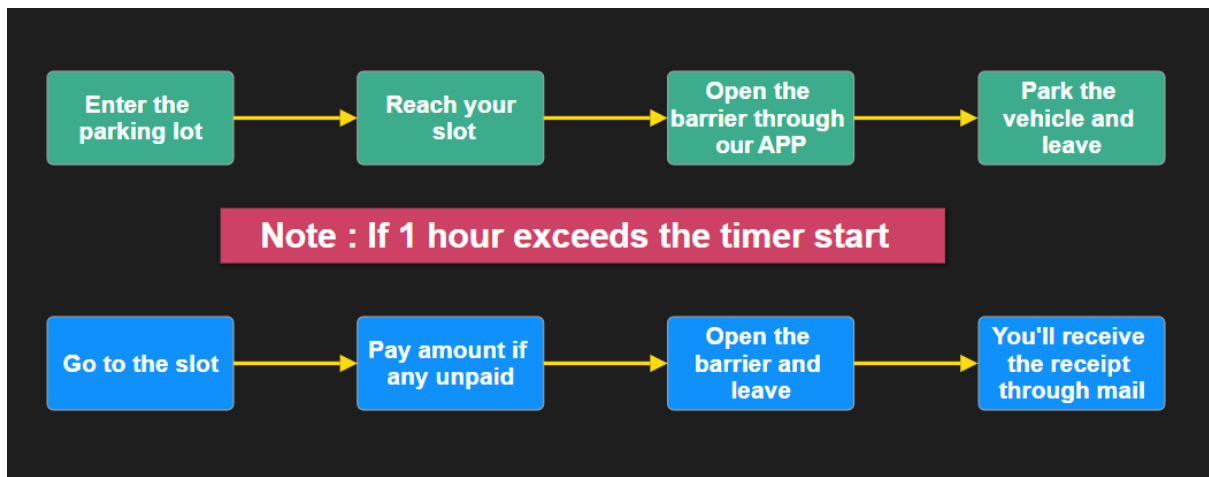 Enter the
parking lot
Reach your
slot
Open the
barrier through
our APP
Park the
vehicle and
leave
Note : If 1 hour exceeds the timer start
Go to the slot
Pay amount if
any unpaid
Open the
barrier and
leave
You'll receive
the receipt
through mail